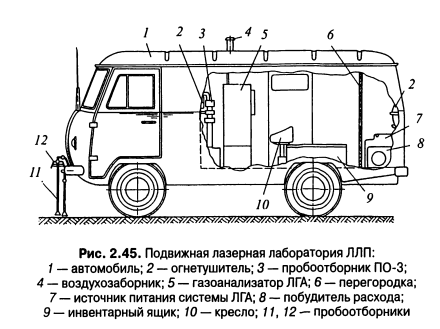 1
2
3
4
5
6
2
7
8
9
10
11
12
Рис. 2.45. Подвижная лазерная лаборатория ЛЛП:
1 — автомобиль; 2 — огнетушитель; 3 — пробоотборник ПО-3;
4 — воздухозаборник; 5 — газоанализатор ЛГА; 6 — перегородка;
7 — источник питания системы ЛГА; 8 — побудитель расхода;
9 — инвентарный ящик; 10 — кресло; 11, 12 — пробоотборники